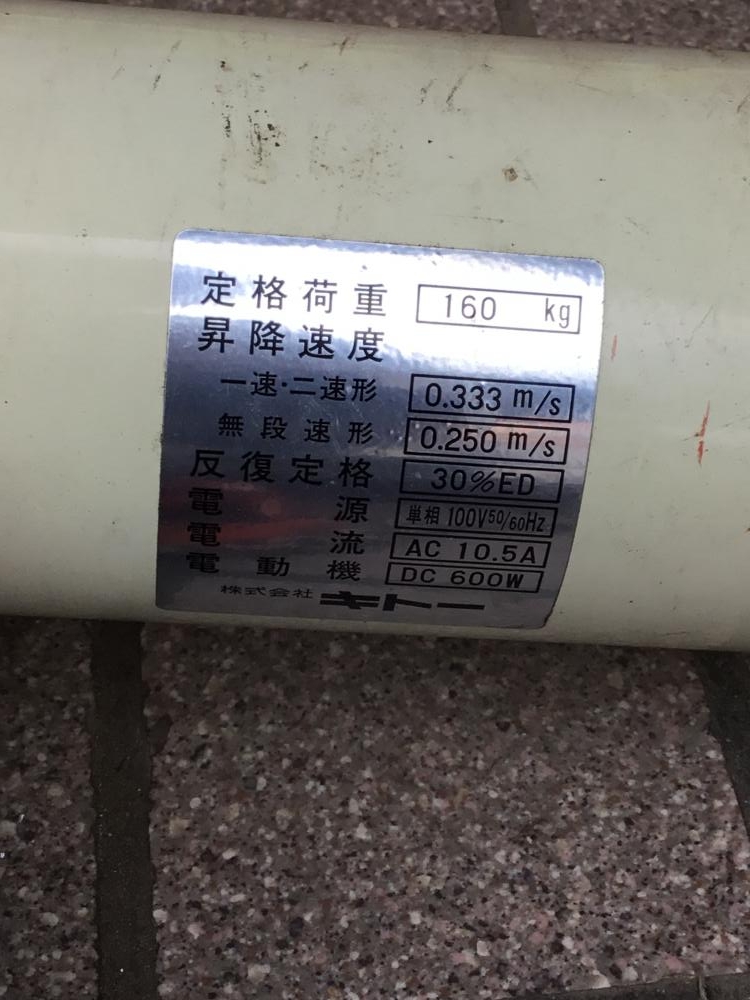 定格荷重 160 kg
昇降速度
一速·二速形 0.333 m/s
無段速形 0.250 m/s
反復定格 30%ED
電源 単相 100V 50/60Hz
電流 AC 10.5A
電動機 DC 600W
株式会社 キトー